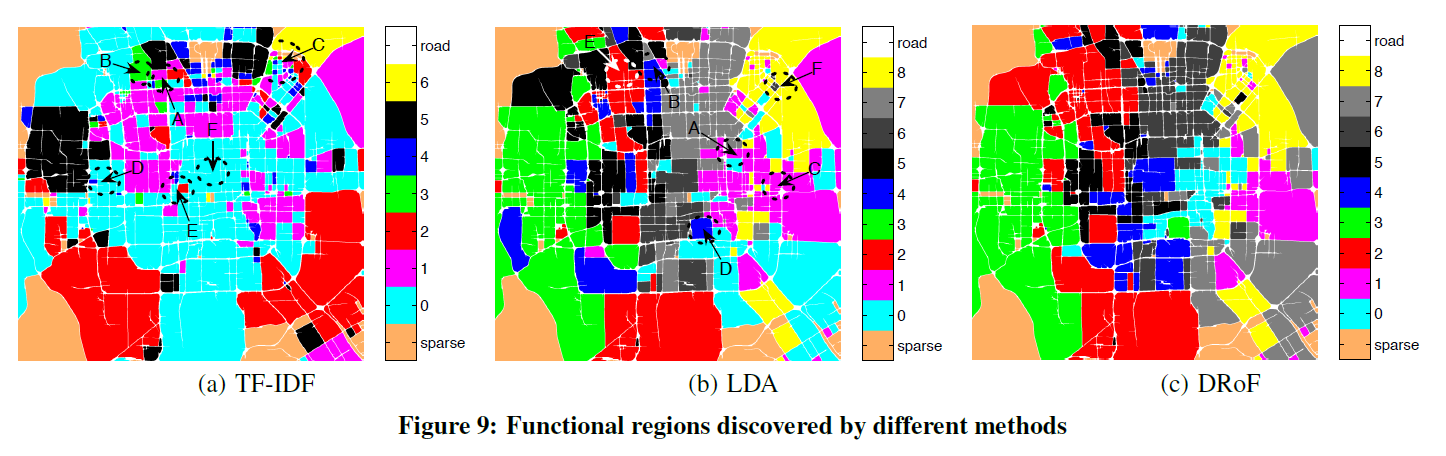 B
C
A
F
D
E
road
6
5
4
3
2
1
0
sparse
(a) TF-IDF
E
B
F
A
C
D
road
8
7
6
5
4
3
2
1
0
sparse
(b) LDA
road
8
7
6
5
4
3
2
1
0
sparse
(c) DRoF
Figure 9: Functional regions discovered by different methods